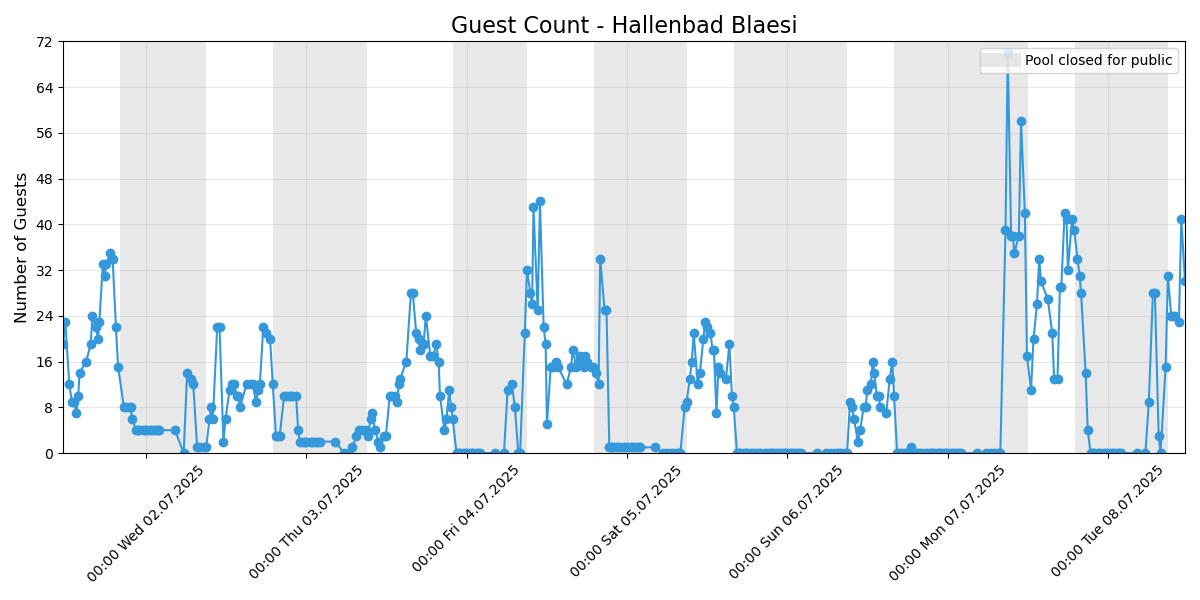 Guest Count - Hallenbad Blaesi
Pool closed for public
Number of Guests
72
64
56
48
40
32
24
16
8
0
00:00 Wed 02.07.2025
00:00 Thu 03.07.2025
00:00 Fri 04.07.2025
00:00 Sat 05.07.2025
00:00 Sun 06.07.2025
00:00 Mon 07.07.2025
00:00 Tue 08.07.2025